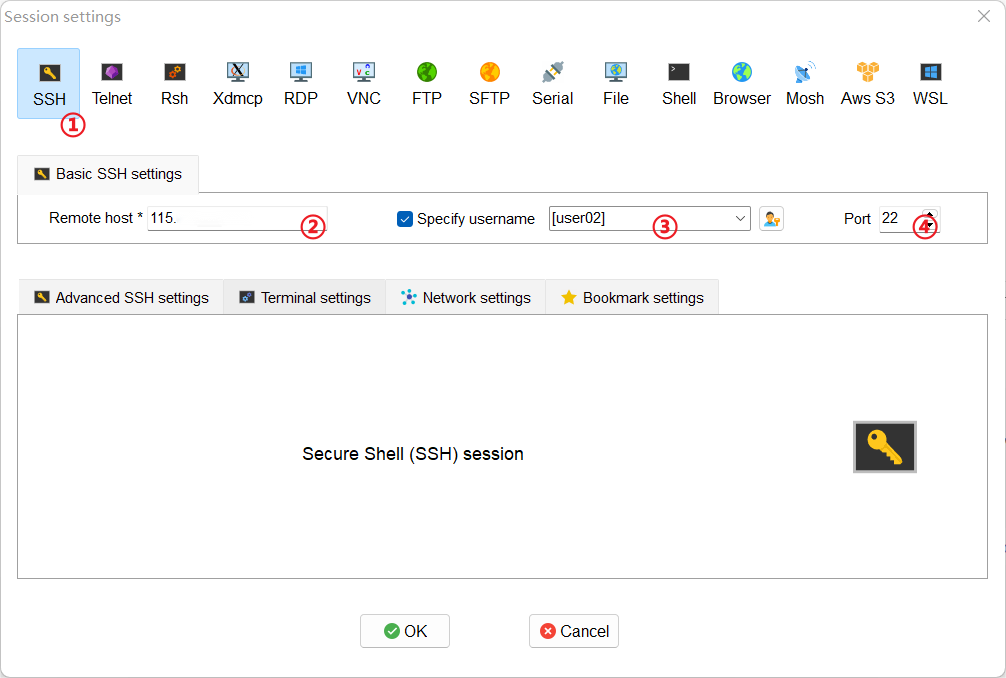 Session settings
SSH Telnet Rsh Xdmcp RDP VNC FTP SFTP Serial File Shell Browser Mosh Aws S3 WSL
①
Basic SSH settings
Remote host * 115. ② Specify username [user02] ③ Port 22 ④
Advanced SSH settings Terminal settings Network settings Bookmark settings
Secure Shell (SSH) session
OK Cancel